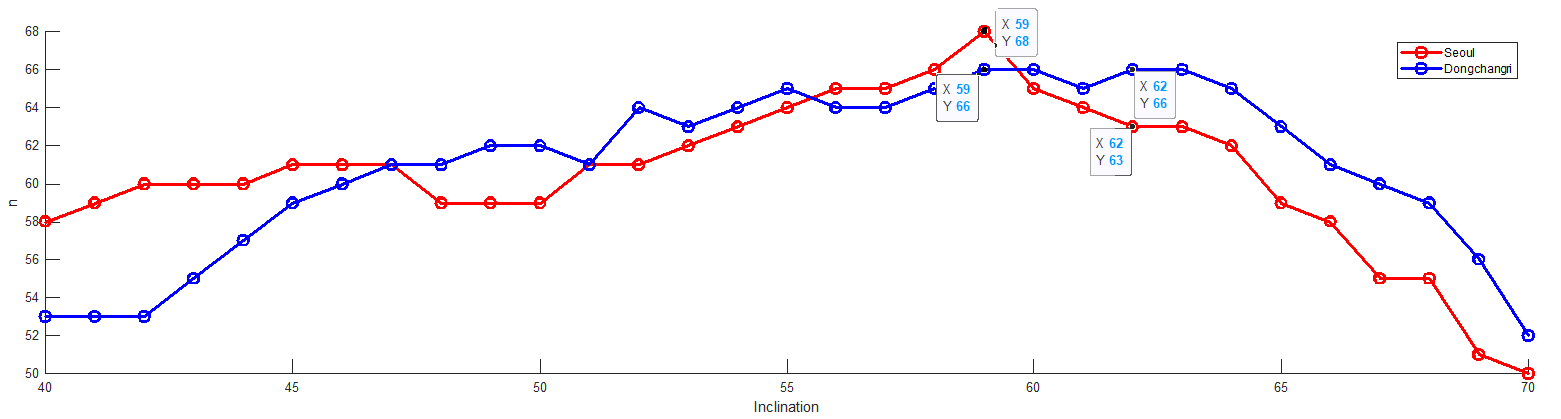 68
66
64
62
60
58
56
54
52
50
n
40
45
50
55
60
65
70
Inclination
X 59
Y 68
X 59
Y 66
X 62
Y 66
X 62
Y 63
Seoul
Dongchangri